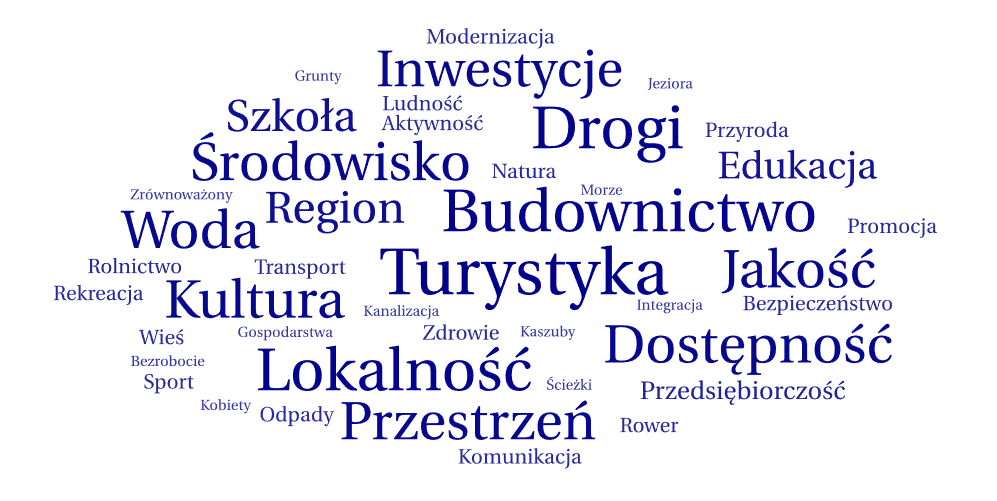 Modernizacja
Inwestycje
Grunty
Jeziora
Szkoła
Ludność
Drogi
Aktywność
Przyroda
Środowisko
Natura
Edukacja
Zrównoważony
Morze
Region
Budownictwo
Woda
Promocja
Rolnictwo
Transport
Turystyka
Jakość
Rekreacja
Kultura
Kanalizacja
Integracja
Bezpieczeństwo
Wieś
Gospodarstwa
Zdrowie
Kaszuby
Dostępność
Bezrobocie
Lokalność
Sport
Ścieżki
Przedsiębiorczość
Kobiety
Odpady
Przestrzeń
Rower
Komunikacja